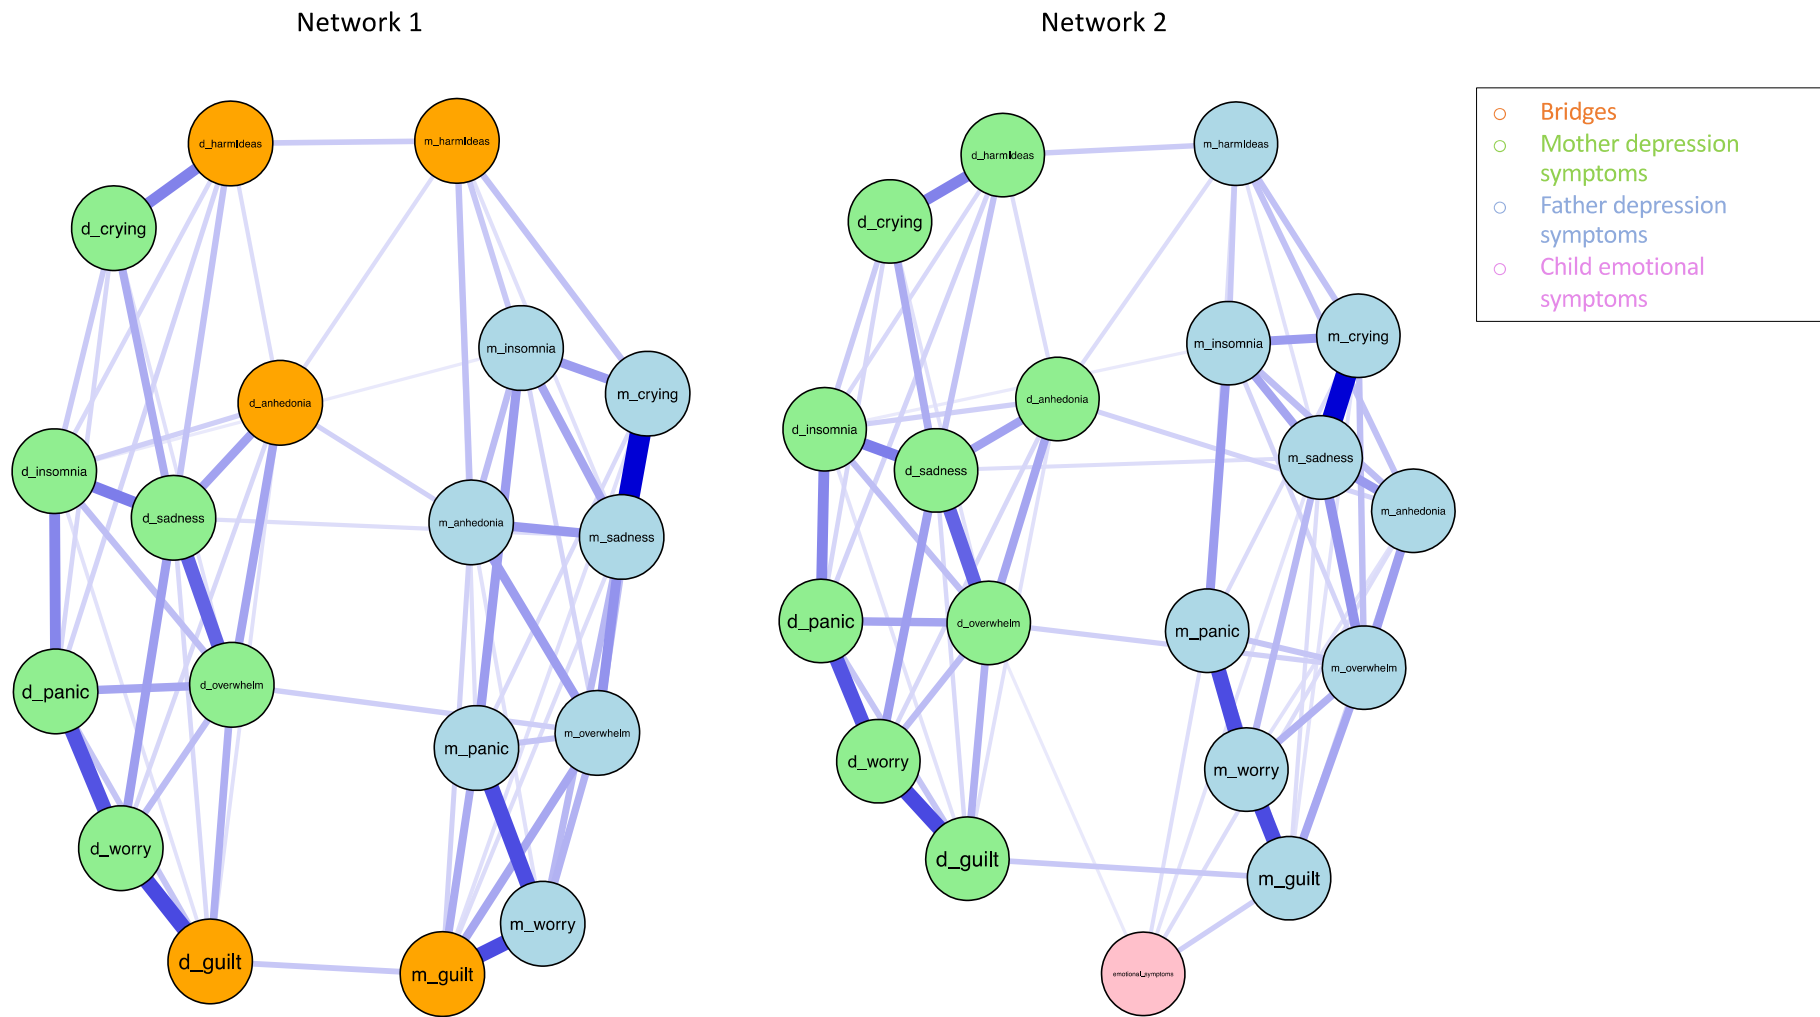 Network 1
Network 2
d_harmIdeas
m_harmIdeas
d_crying
m_insomnia
m_crying
d_anhedonia
d_insomnia
d_sadness
m_anhedonia
m_sadness
d_panic
d_overwhelm
m_panic
m_overwhelm
d_worry
m_worry
d_guilt
m_guilt
d_harmIdeas
m_harmIdeas
d_crying
m_insomnia
m_crying
d_anhedonia
d_insomnia
d_sadness
m_sadness
m_anhedonia
d_panic
d_overwhelm
m_panic
m_overwhelm
d_worry
m_worry
d_guilt
m_guilt
emotional_symptoms
Bridges
Mother depression
symptoms
Father depression
symptoms
Child emotional
symptoms